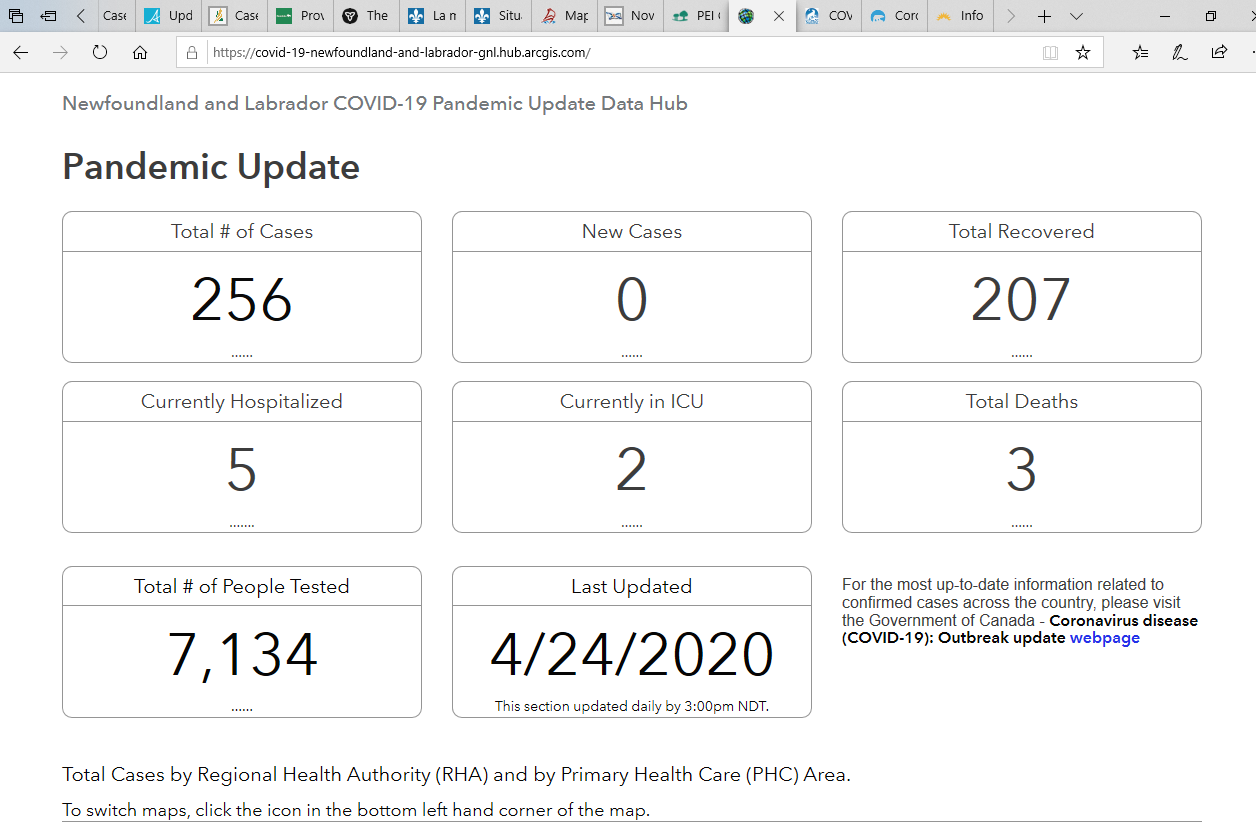 Case
Upd
Case
Prov
The
La m
Situ
Map
Nov
PEI
COV
Coro
Info
https://covid-19-newfoundland-and-labrador-gnl.hub.arcgis.com/
Newfoundland and Labrador COVID-19 Pandemic Update Data Hub
Pandemic Update
Total # of Cases
256
......
New Cases
0
......
Total Recovered
207
......
Currently Hospitalized
5
.......
Currently in ICU
2
......
Total Deaths
3
......
Total # of People Tested
7,134
......
Last Updated
4/24/2020
This section updated daily by 3:00pm NDT.
For the most up-to-date information related to
confirmed cases across the country, please visit
the Government of Canada - Coronavirus disease
(COVID-19): Outbreak update webpage
Total Cases by Regional Health Authority (RHA) and by Primary Health Care (PHC) Area.
To switch maps, click the icon in the bottom left hand corner of the map.